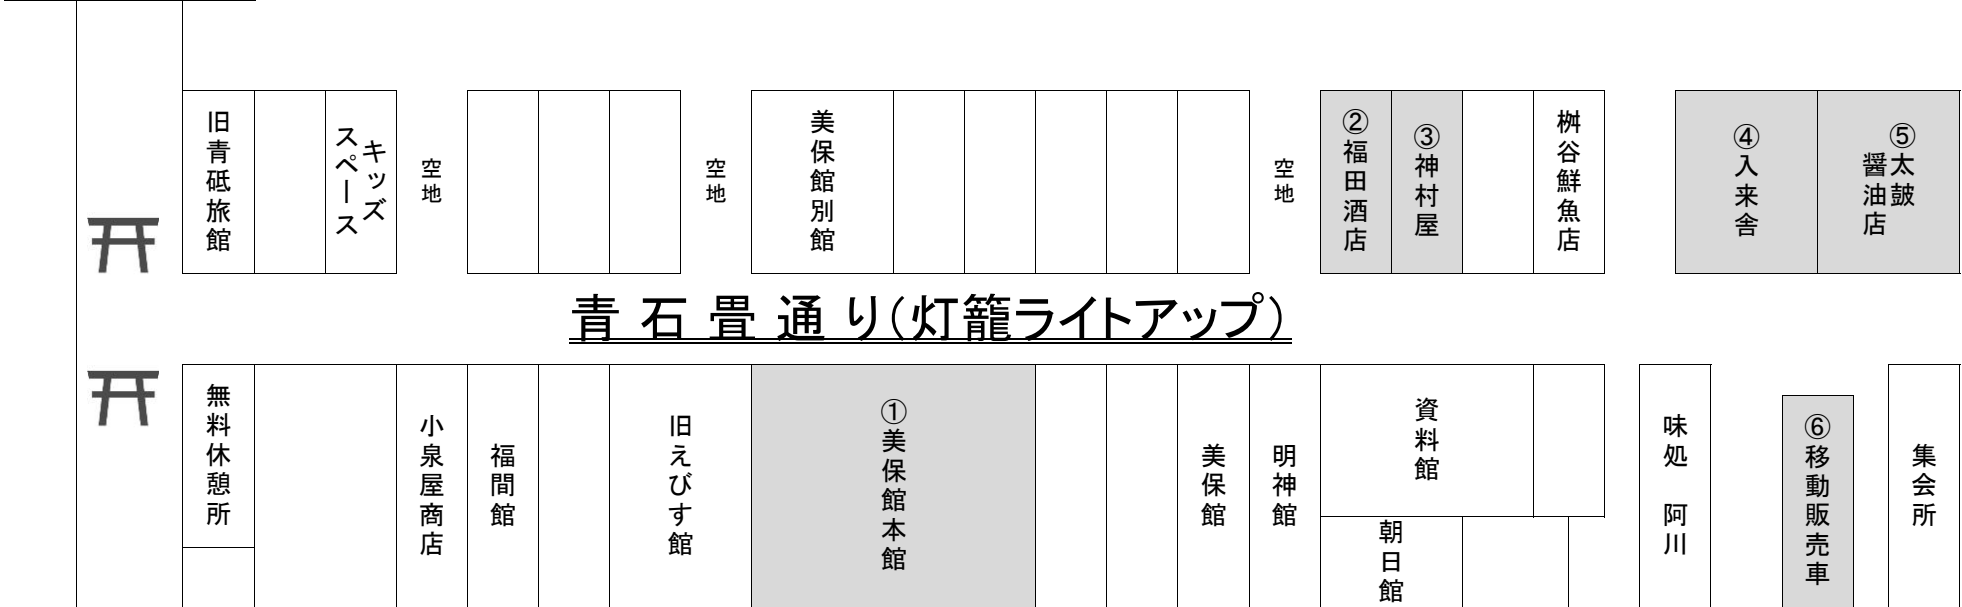 旧青砥旅館
キッズ
スペース
空地
空地
美保館別館
空地
②福田酒店
③神村屋
桝谷鮮魚店
④入来舎
⑤太鼓
醤油店
青石畳通り(灯籠ライトアップ)
無料休憩所
小泉屋商店
福間館
旧えびす館
①美保館本館
美保館
明神館
資料館
朝日館
味処 阿川
⑥移動販売車
集会所